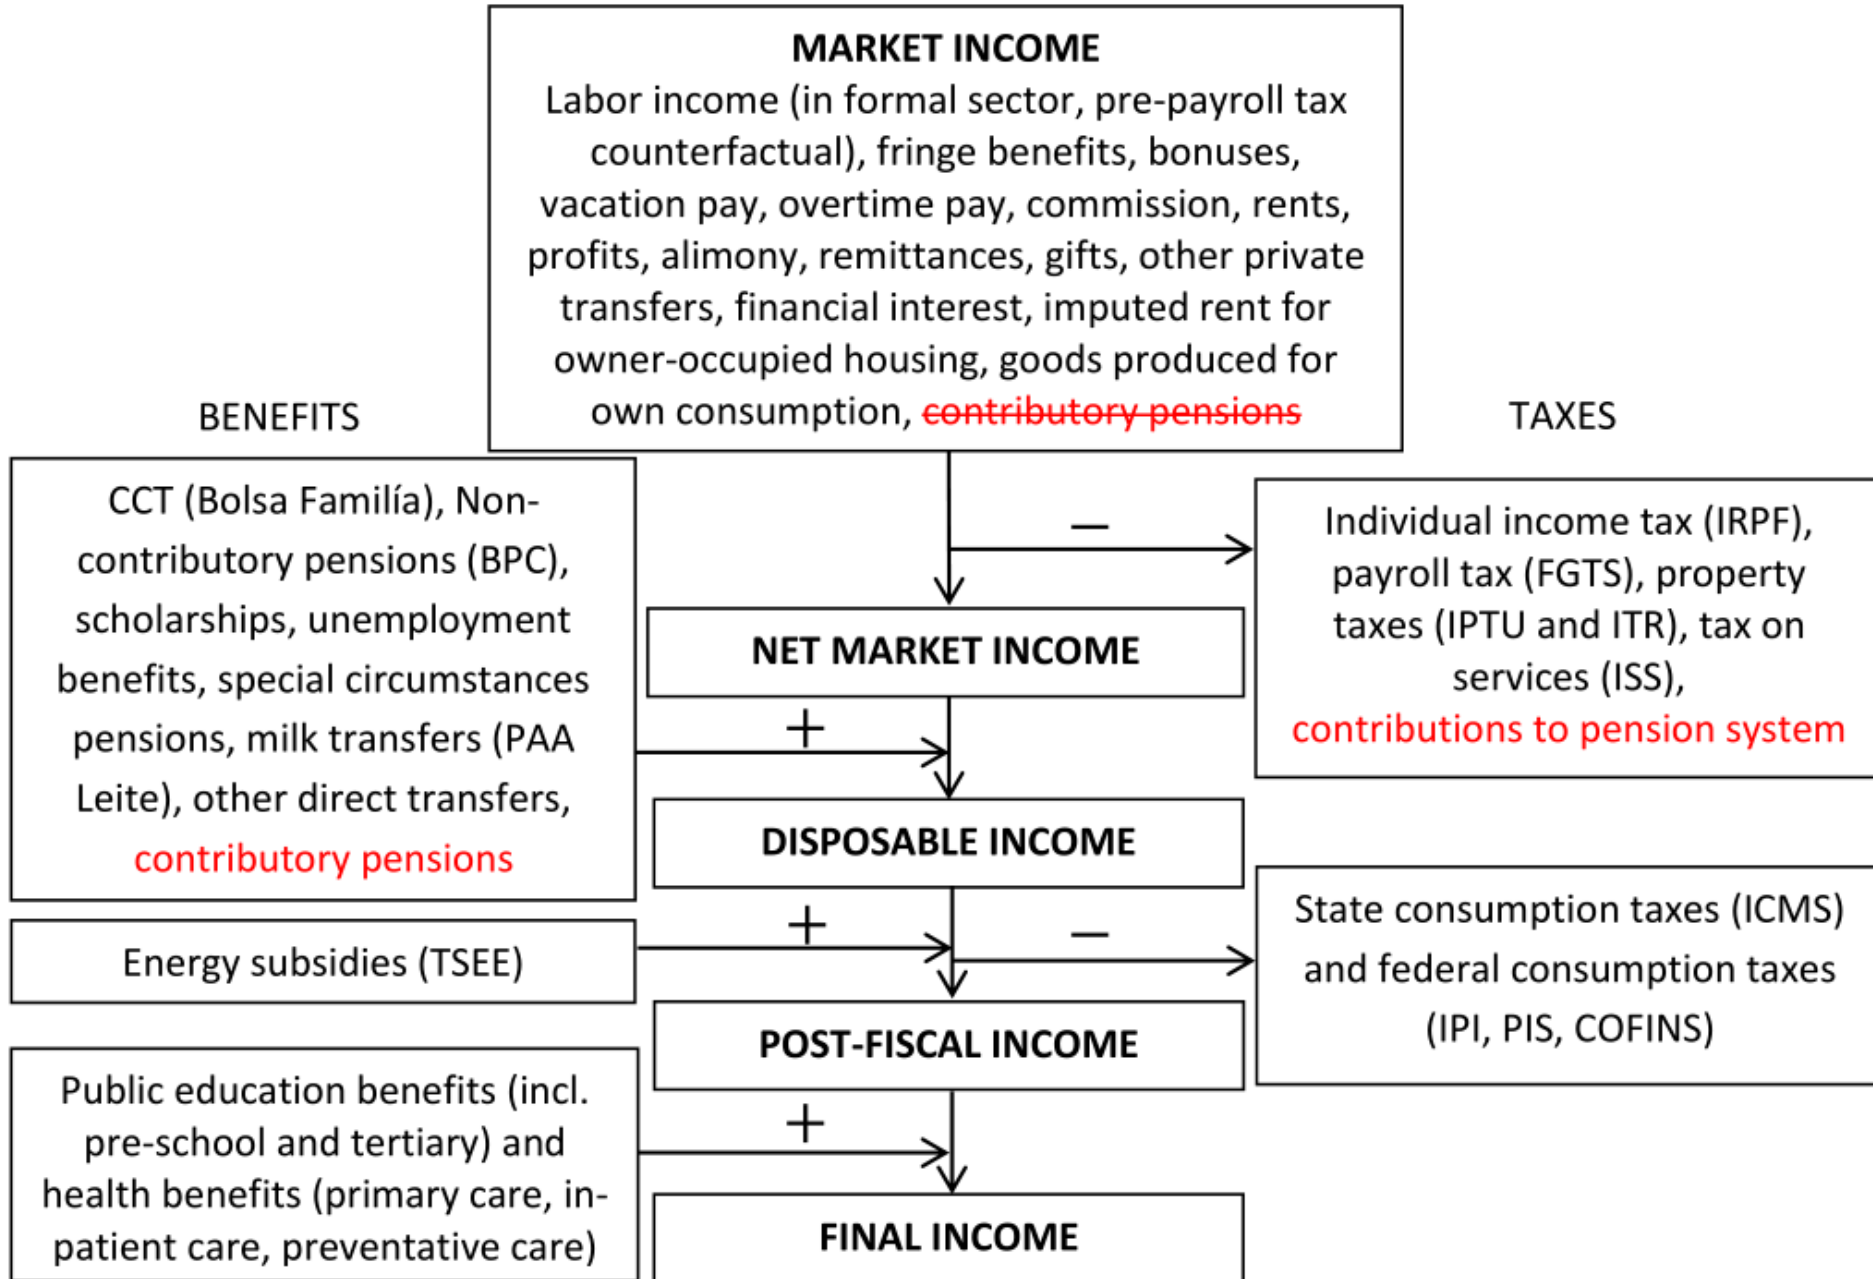 MARKET INCOME
Labor income (in formal sector, pre-payroll tax
counterfactual), fringe benefits, bonuses,
vacation pay, overtime pay, commission, rents,
profits, alimony, remittances, gifts, other private
transfers, financial interest, imputed rent for
owner-occupied housing, goods produced for
own consumption, contributory pensions
BENEFITS
TAXES
CCT (Bolsa Familía), Non-
contributory pensions (BPC),
scholarships, unemployment
benefits, special circumstances
pensions, milk transfers (PAA
Leite), other direct transfers,
contributory pensions
−
Individual income tax (IRPF),
payroll tax (FGTS), property
taxes (IPTU and ITR), tax on
services (ISS),
contributions to pension system
NET MARKET INCOME
+
DISPOSABLE INCOME
Energy subsidies (TSEE)
+
−
State consumption taxes (ICMS)
and federal consumption taxes
(IPI, PIS, COFINS)
POST-FISCAL INCOME
Public education benefits (incl.
pre-school and tertiary) and
health benefits (primary care, in-
patient care, preventative care)
+
FINAL INCOME